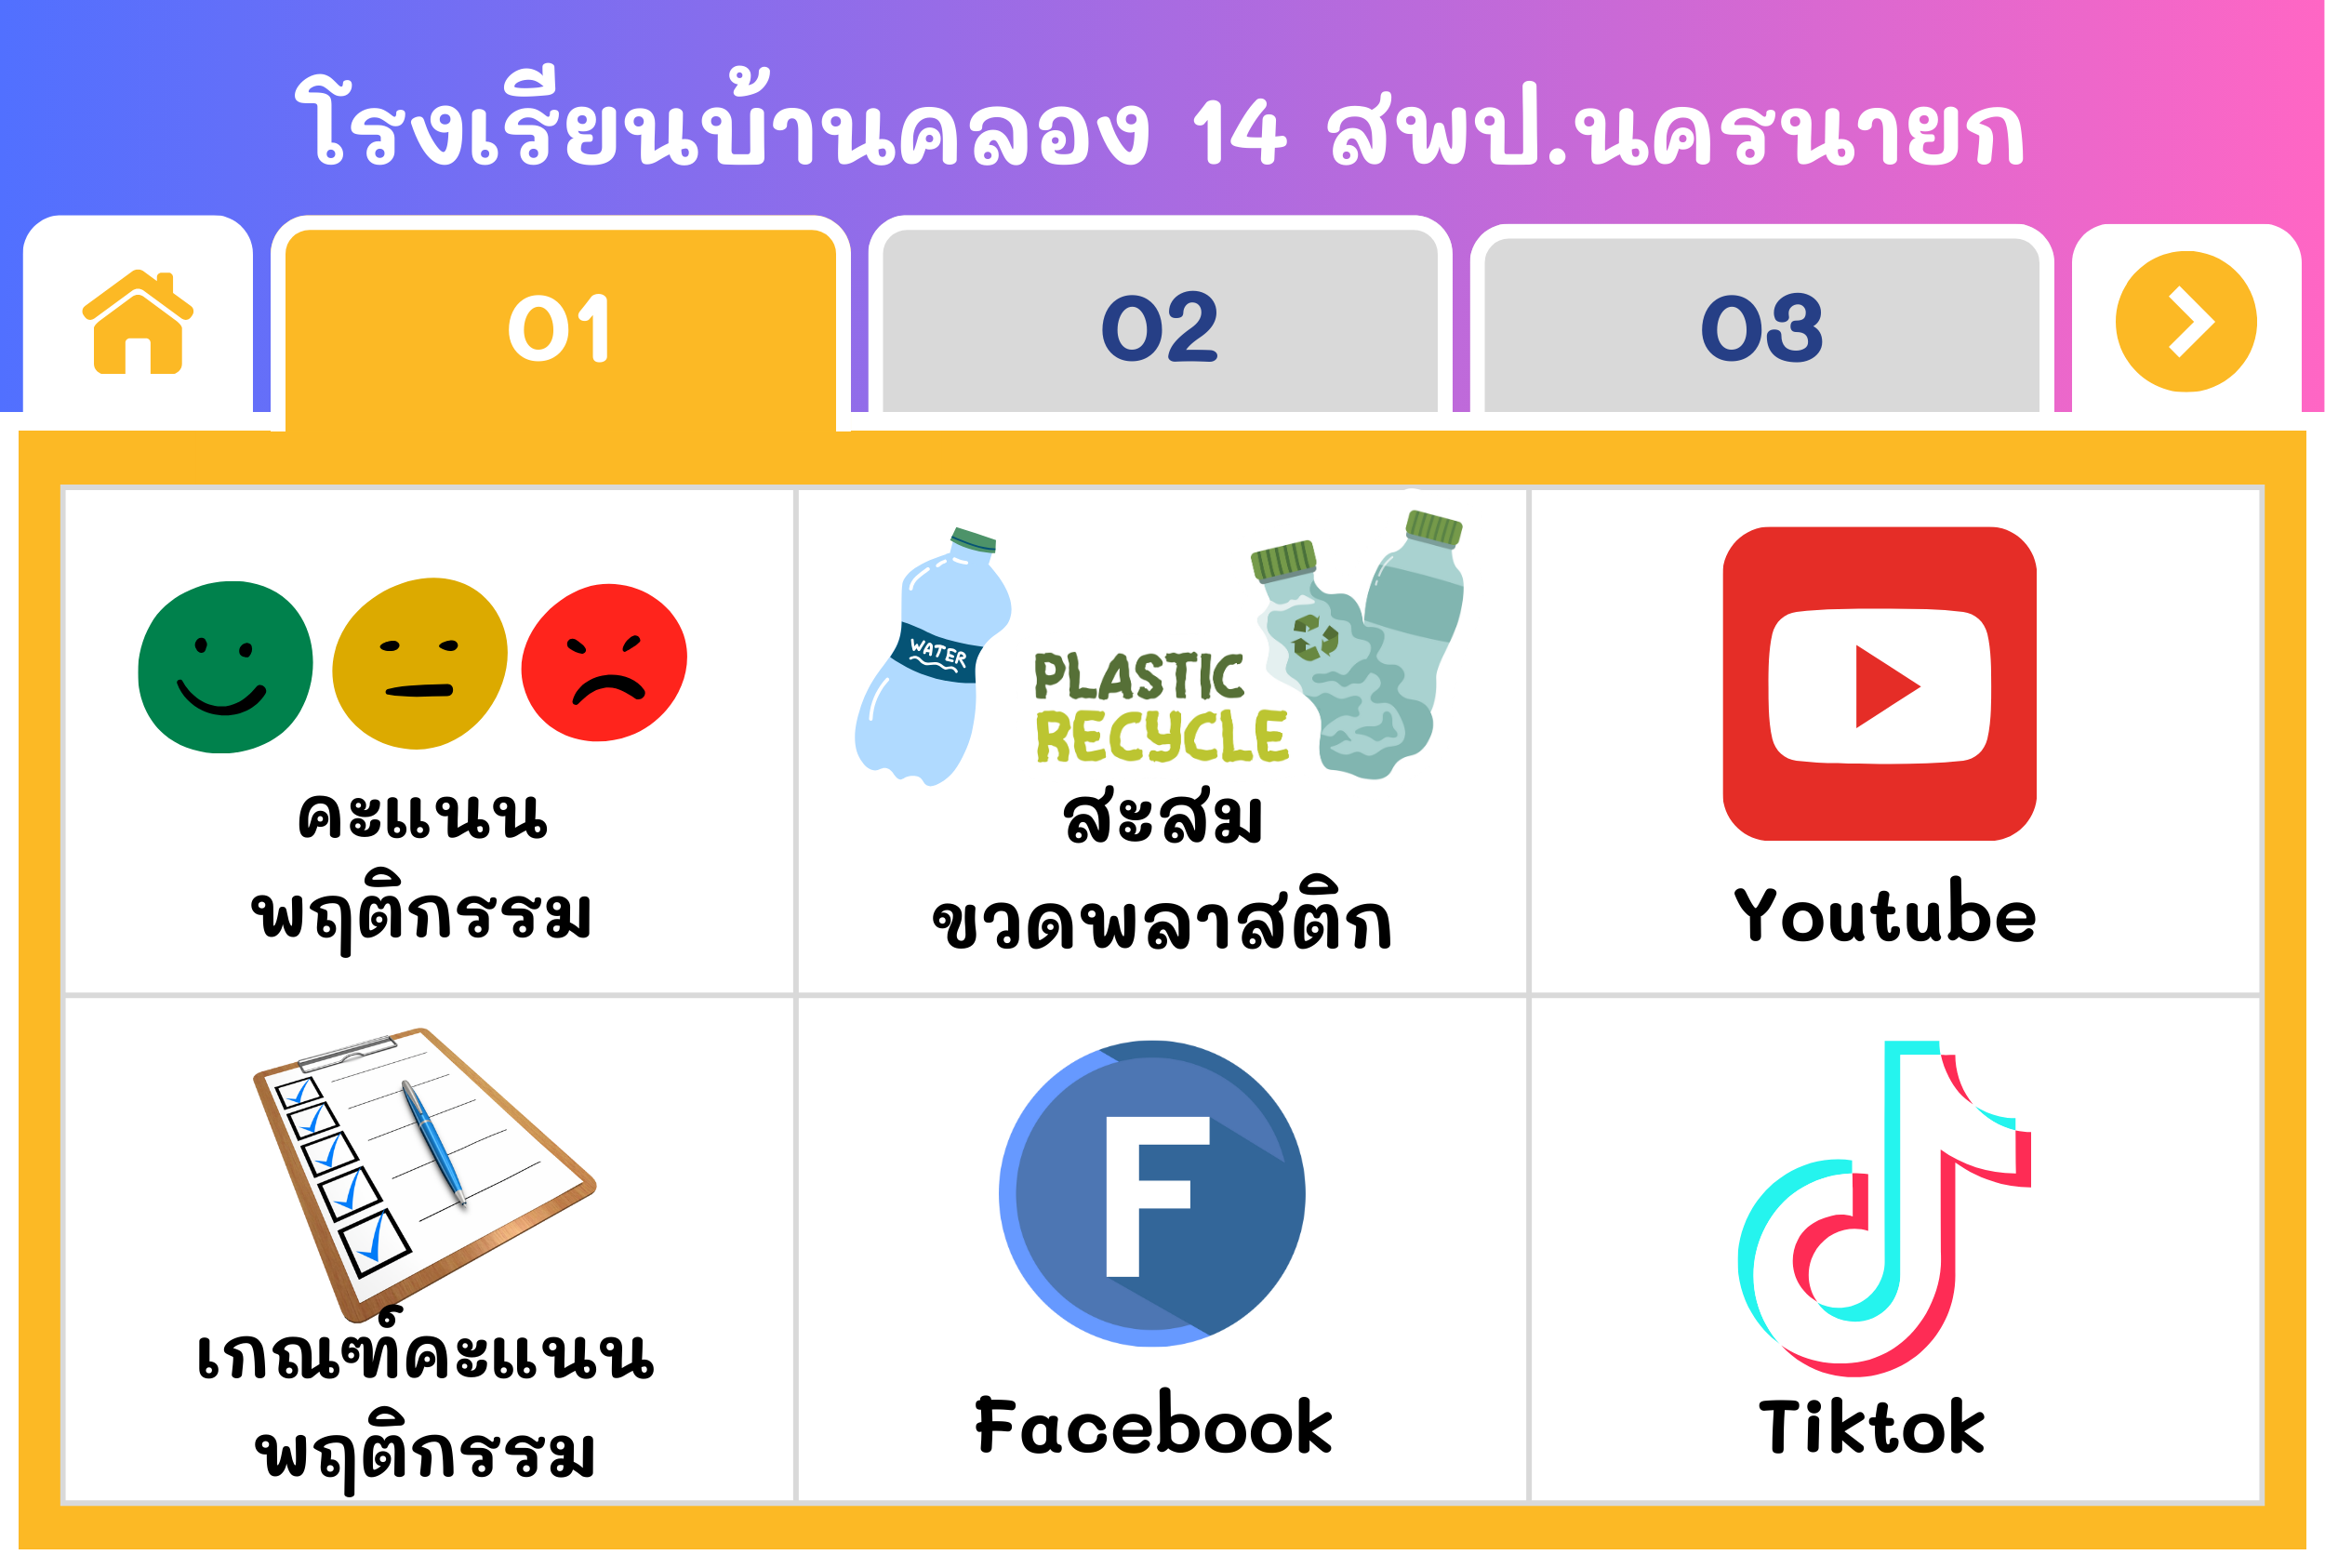 โรงเรียนบ้านคลอง 14 สพป.นครนายก
01
02
03
WATER
PLASTIC
RECYCLE
คะแนน
พฤติกรรม
สะสม
ขวดพลาสติก
Youtube
เกณฑ์คะแนน
พฤติกรรม
F
Facebook
Tiktok